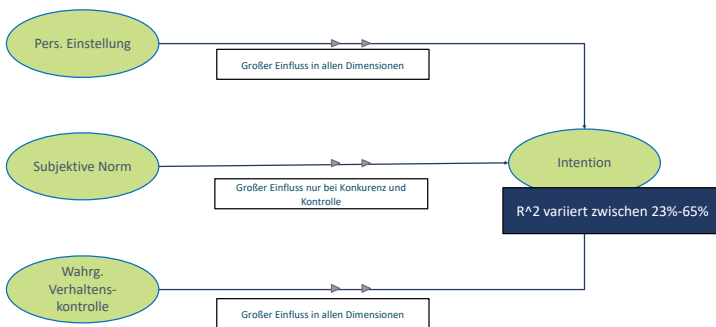 Pers. Einstellung
Großer Einfluss in allen Dimensionen
Subjektive Norm
Großer Einfluss nur bei Konkurenz und
Kontrolle
Intention
R^2 variiert zwischen 23%-65%
Wahrg.
Verhaltens-
kontrolle
Großer Einfluss in allen Dimensionen